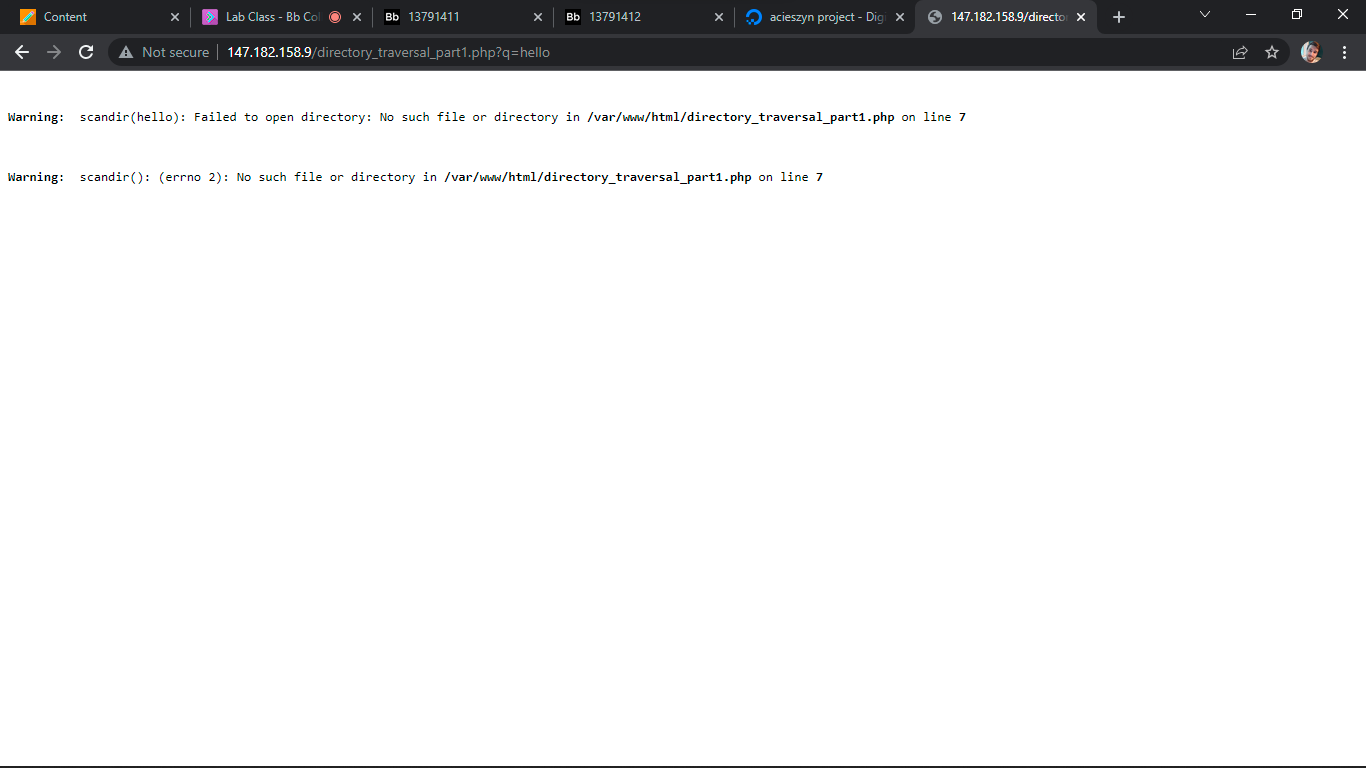 Content
Lab Class - Bb Col
Bb 13791411
Bb 13791412
acieszyn project - Digi
147.182.158.9/director
Not secure 147.182.158.9/directory_traversal_part1.php?q=hello
Warning: scandir(hello): Failed to open directory: No such file or directory in /var/www/html/directory_traversal_part1.php on line 7
Warning: scandir(): (errno 2): No such file or directory in /var/www/html/directory_traversal_part1.php on line 7